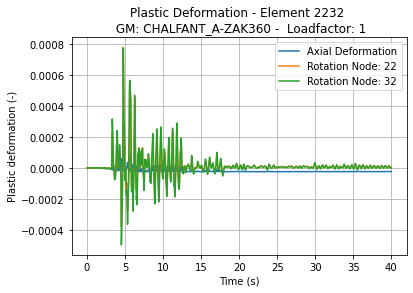 Plastic Deformation - Element 2232
GM: CHALFANT_A-ZAK360 -  Loadfactor: 1
Axial Deformation
Rotation Node: 22
Rotation Node: 32
Plastic deformation (-)
0.0008
0.0006
0.0004
0.0002
0.0000
−0.0002
−0.0004
0 5 10 15 20 25 30 35 40
Time (s)